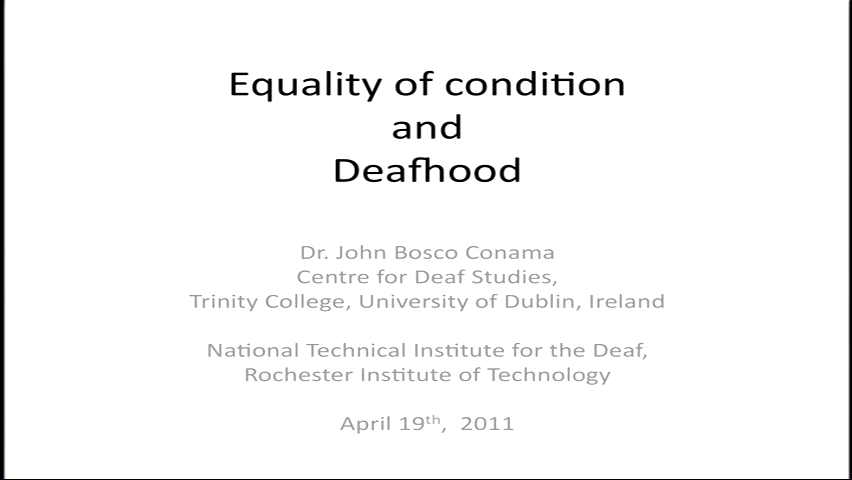 Equality of condition
and
Deafhood
Dr. John Bosco Conama
Centre for Deaf Studies,
Trinity College, University of Dublin, Ireland
National Technical Institute for the Deaf,
Rochester Institute of Technology
April 19th, 2011